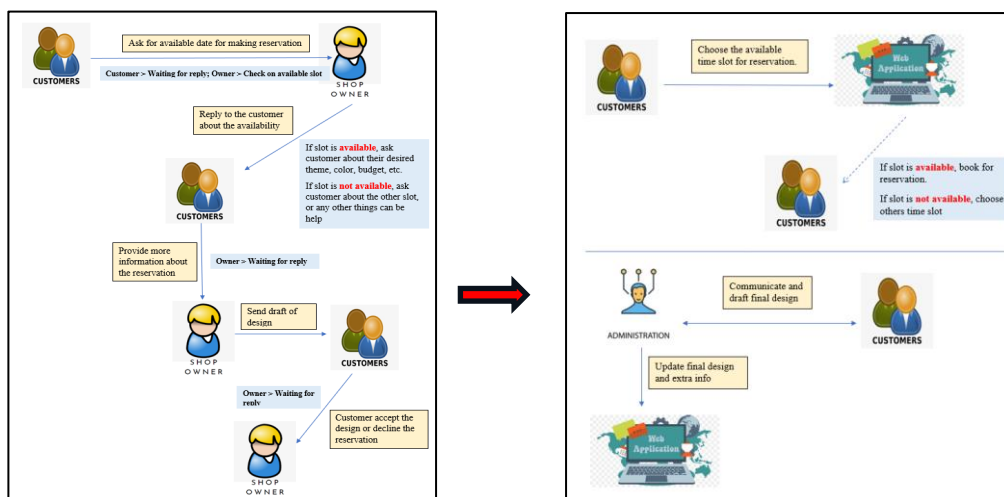 Ask for available date for making reservation
CUSTOMERS
Customer > Waiting for reply; Owner > Check on available slot
SHOP
OWNER
Reply to the customer
about the availability
If slot is available, ask
customer about their desired
theme, color, budget, etc.
If slot is not available, ask
customer about the other slot,
or any other things can be
help
CUSTOMERS
Provide more
information about
the reservation
Owner > Waiting for reply
Send draft of
design
SHOP
OWNER
CUSTOMERS
Owner > Waiting for
reply
Customer accept the
design or decline the
reservation
SHOP
OWNER
Choose the available
time slot for reservation.
CUSTOMERS
Web
Application
If slot is available, book for
reservation.
If slot is not available, choose
others time slot
CUSTOMERS
Communicate and
draft final design
ADMINISTRATION
CUSTOMERS
Update final design
and extra info
Web
Application